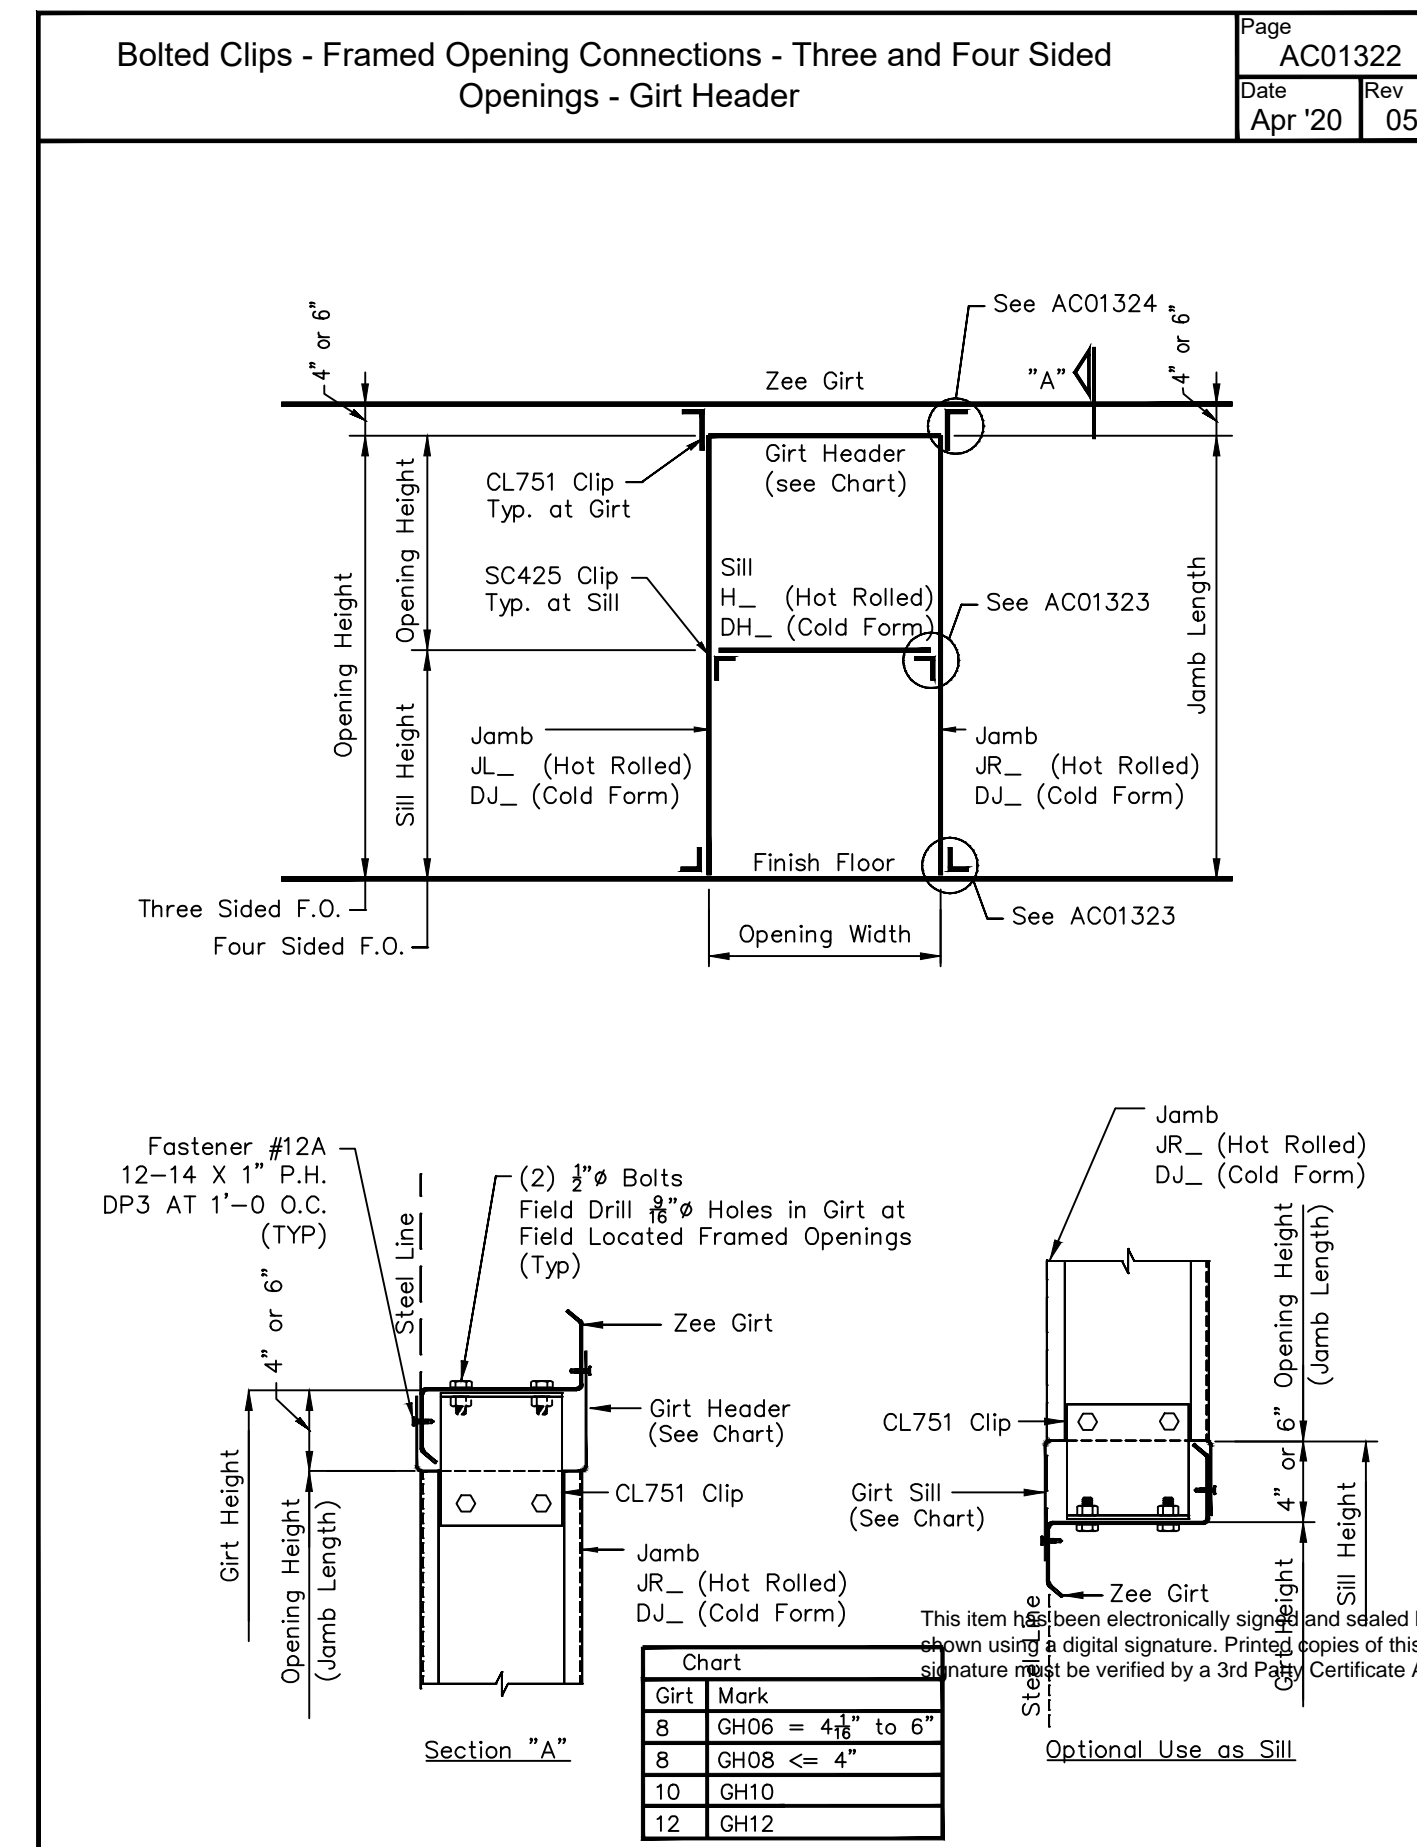 Bolted Clips - Framed Opening Connections - Three and Four Sided
Openings - Girt Header
Page
AC01322
Date
Apr '20
Rev
05
4" or 6"
See AC01324
4" or 6"
Zee Girt
"A"
Girt Header
(see Chart)
CL751 Clip
Typ. at Girt
Opening Height
Opening Height
SC425 Clip
Typ. at Sill
Sill
H_ (Hot Rolled)
DH_ (Cold Form)
See AC01323
Jamb Length
Sill Height
Jamb
JL_ (Hot Rolled)
DJ_ (Cold Form)
Jamb
JR_ (Hot Rolled)
DJ_ (Cold Form)
Finish Floor
Three Sided F.O.
Four Sided F.O.
Opening Width
See AC01323
Fastener #12A
12-14 X 1" P.H.
DP3 AT 1'-0 O.C.
(TYP)
Steel Line
(2) 1/2"ø Bolts
Field Drill 9/16"ø Holes in Girt at
Field Located Framed Openings
(Typ)
4" or 6"
Zee Girt
Girt Header
(See Chart)
CL751 Clip
Girt Height
Opening Height
(Jamb Length)
Jamb
JR_ (Hot Rolled)
DJ_ (Cold Form)
Section "A"
Jamb
JR_ (Hot Rolled)
DJ_ (Cold Form)
Opening Height
(Jamb Length)
CL751 Clip
4" or 6"
Girt Sill
(See Chart)
Sill Height
Zee Girt
Girt Height
Steel Line
This item has been electronically signed and sealed
shown using a digital signature. Printed copies of this
signature must be verified by a 3rd Party Certificate
Optional Use as Sill
Chart
Girt Mark
8 GH06 = 4 1/16" to 6"
8 GH08 <= 4"
10 GH10
12 GH12